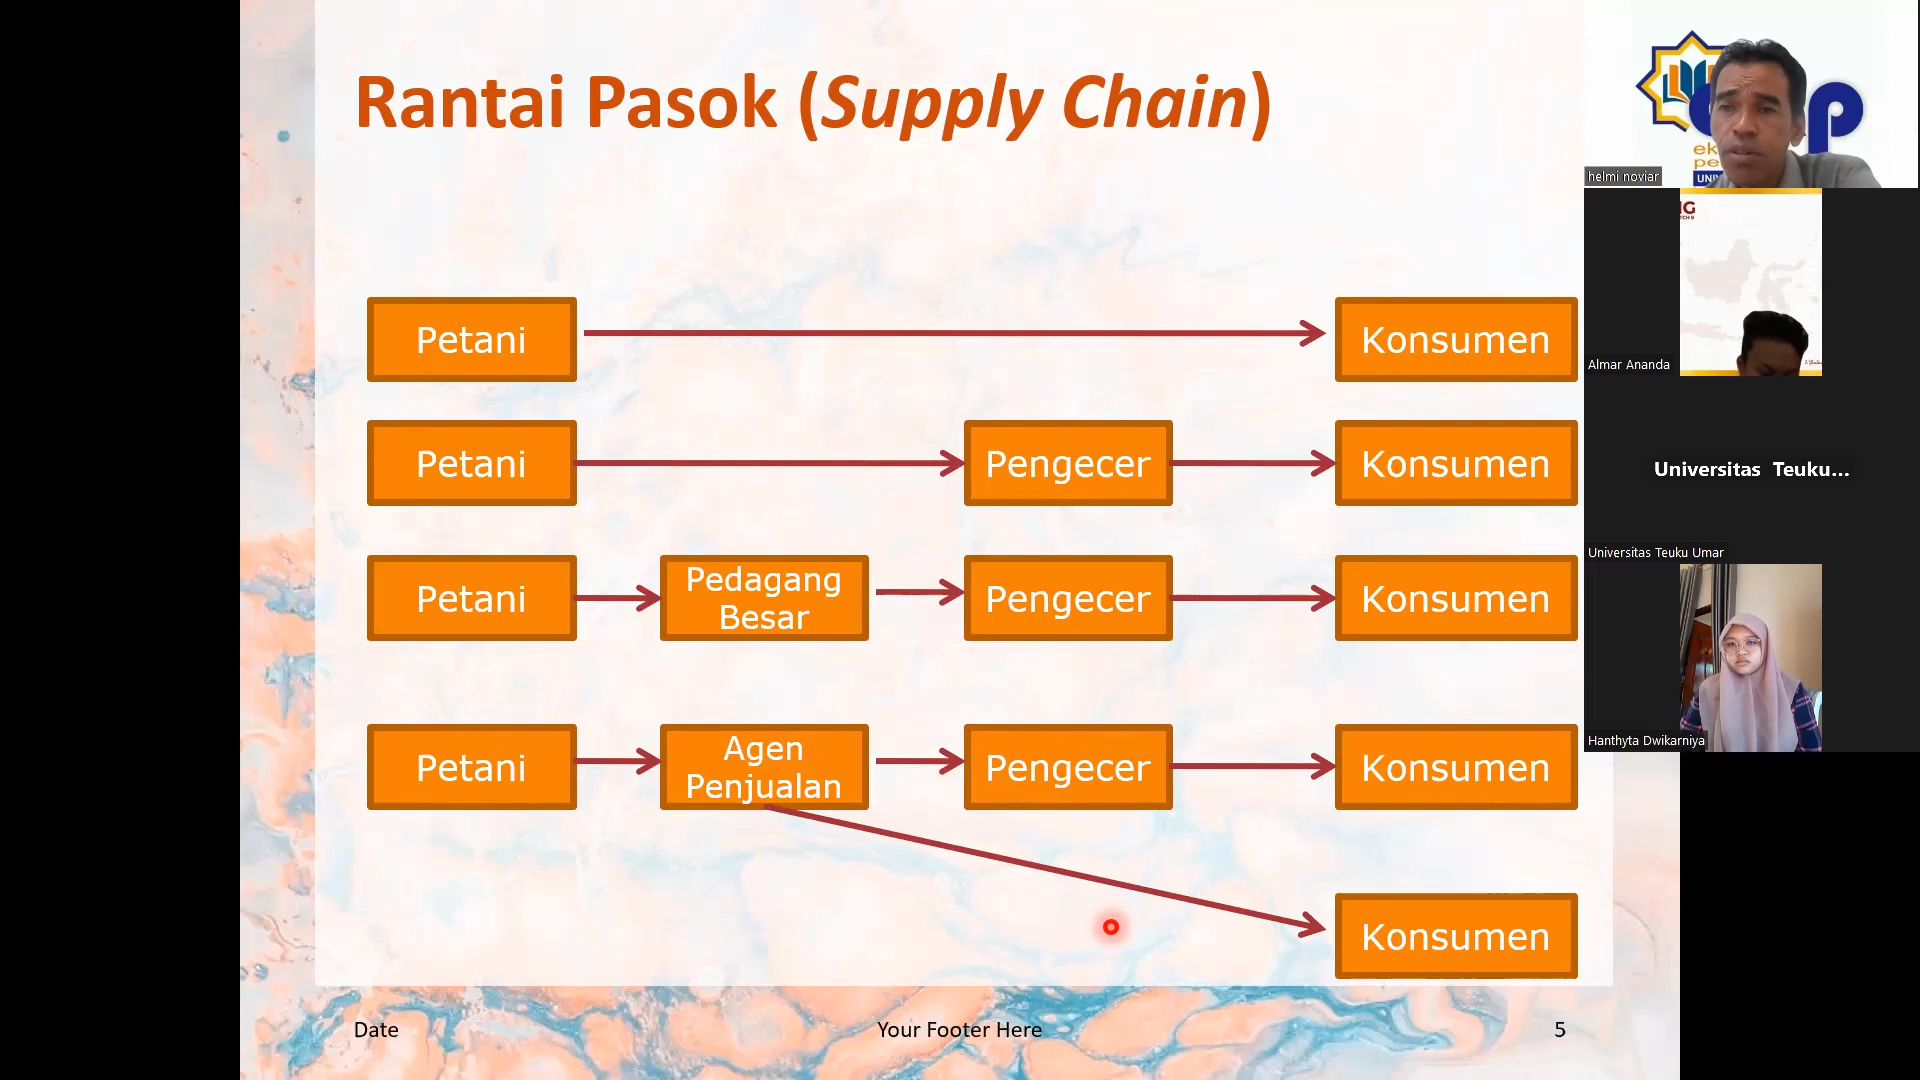 Rantai Pasok (Supply Chain)
Petani
Konsumen
Petani
Pengecer
Konsumen
Petani
Pedagang
Besar
Pengecer
Konsumen
Petani
Agen
Penjualan
Pengecer
Konsumen
Konsumen
Date
Your Footer Here
5
helmi noviar
Almar Ananda
Universitas Teuku...
Universitas Teuku Umar
Hanthyta Dwikarniya